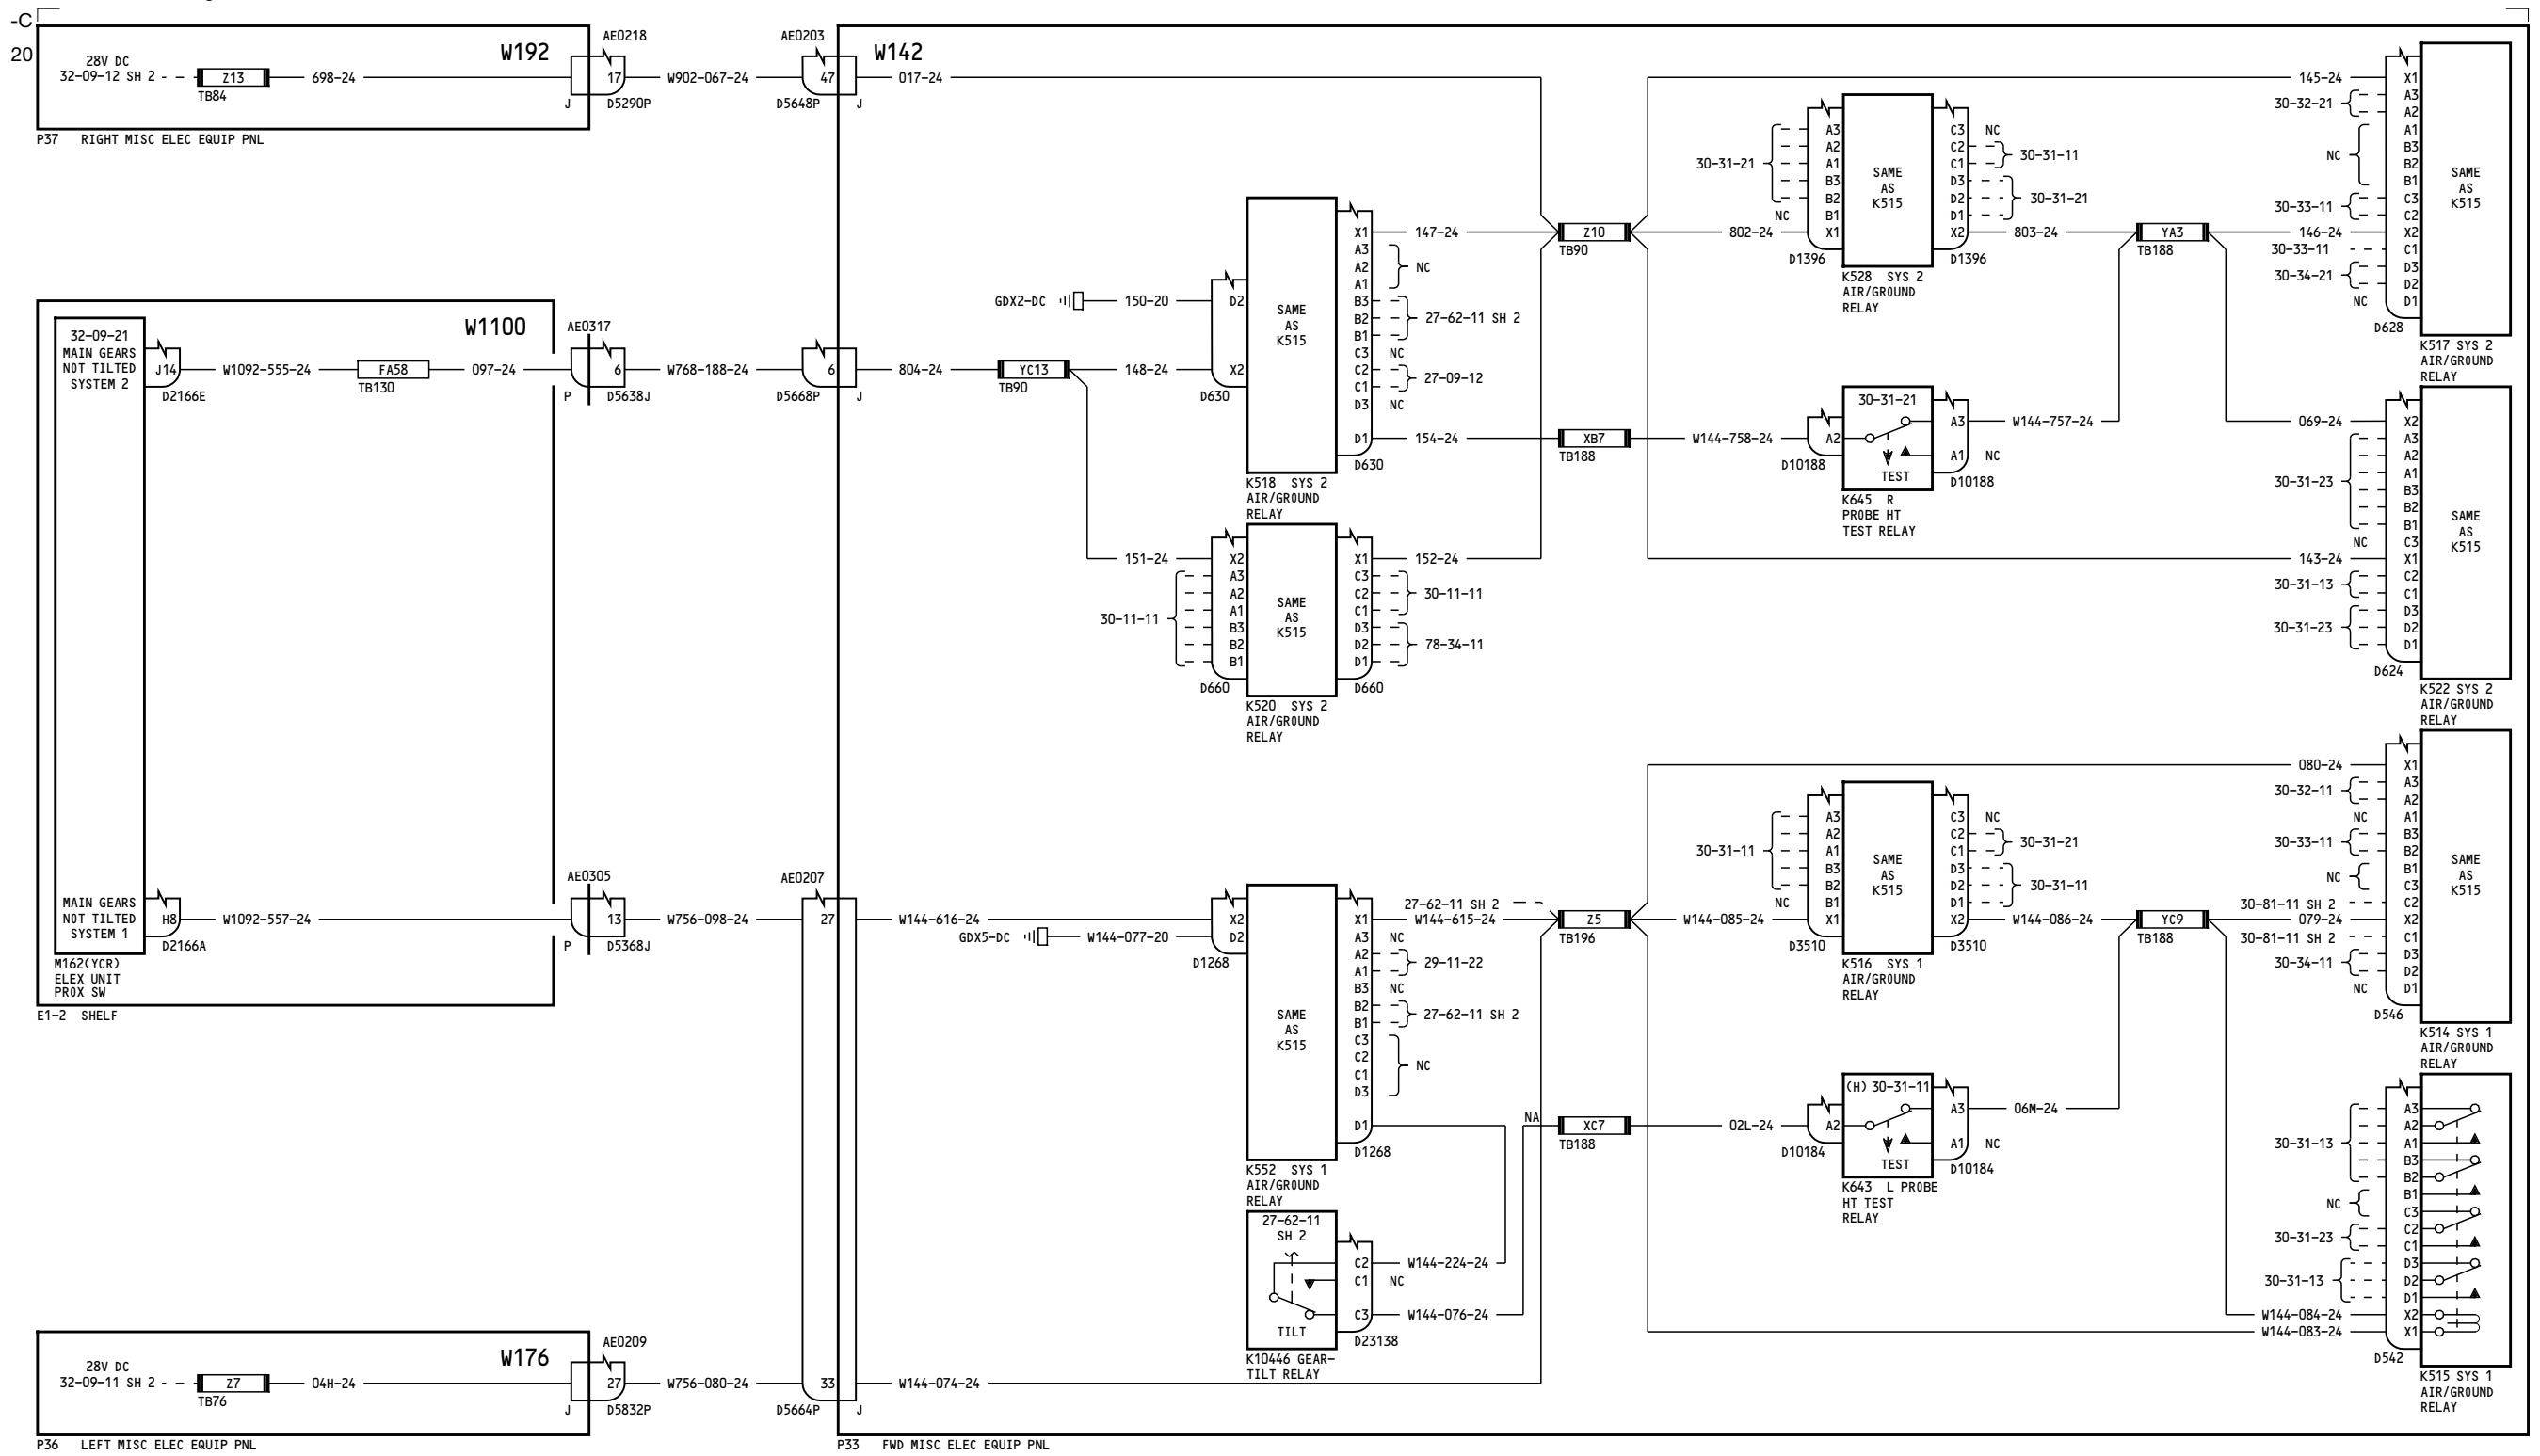 -C
20
W192
28V DC
32-09-12 SH 2
Z13
TB84
698-24
AE0218
17
J
D5290P
W902-067-24
AE0203
47
D5648P
J
W142
017-24
P37 RIGHT MISC ELEC EQUIP PNL
W1100
32-09-21
MAIN GEARS
NOT TILTED
SYSTEM 2
J14
D2166E
W1092-555-24
FA58
TB130
097-24
AE0317
6
P
D5638J
W768-188-24
6
D5668P
J
804-24
YC13
TB90
148-24
151-24
MAIN GEARS
NOT TILTED
SYSTEM 1
H8
D2166A
W1092-557-24
AE0305
13
P
D5368J
W756-098-24
AE0207
27
W144-616-24
M162(YCR)
ELEX UNIT
PROX SW
E1-2 SHELF
W176
28V DC
32-09-11 SH 2
Z7
TB76
04H-24
AE0209
27
J
D5832P
W756-080-24
33
D5664P
J
W144-074-24
P36 LEFT MISC ELEC EQUIP PNL
P33 FWD MISC ELEC EQUIP PNL
GDX2-DC
150-20
D2
X2
D630
SAME
AS
K515
X1
A3
A2
A1
B3
B2
B1
C3
C2
C1
D3
D1
D630
147-24
NC
27-62-11 SH 2
NC
27-09-12
NC
154-24
K518 SYS 2
AIR/GROUND
RELAY
X2
A3
A2
A1
B3
B2
B1
D660
30-11-11
SAME
AS
K515
X1
C3
C2
C1
D3
D2
D1
D660
152-24
30-11-11
78-34-11
K520 SYS 2
AIR/GROUND
RELAY
Z10
TB90
802-24
XB7
TB188
W144-758-24
30-31-21
NC
A3
A2
A1
B3
B2
B1
X1
D1396
SAME
AS
K515
C3
C2
C1
D3
D2
D1
X2
D1396
NC
30-31-11
30-31-21
803-24
K528 SYS 2
AIR/GROUND
RELAY
YA3
TB188
30-31-21
A2
D10188
TEST
A3
A1
D10188
W144-757-24
NC
K645 R
PROBE HT
TEST RELAY
145-24
30-32-21
NC
30-33-11
146-24
30-33-11
30-34-21
NC
X1
A3
A2
A1
B3
B2
B1
C3
C2
X2
C1
D3
D2
D1
D628
SAME
AS
K515
K517 SYS 2
AIR/GROUND
RELAY
069-24
30-31-23
NC
143-24
30-31-13
30-31-23
X2
A3
A2
A1
B3
B2
B1
C3
X1
C2
C1
D3
D2
D1
D624
SAME
AS
K515
K522 SYS 2
AIR/GROUND
RELAY
X2
D2
D1268
GDX5-DC
W144-077-20
SAME
AS
K515
X1
A3
A2
A1
B3
B2
B1
C3
C2
C1
D3
D1
D1268
27-62-11 SH 2
W144-615-24
NC
29-11-22
NC
27-62-11 SH 2
NC
K552 SYS 1
AIR/GROUND
RELAY
27-62-11
SH 2
TILT
C2
C1
C3
D23138
W144-224-24
NC
W144-076-24
K10446 GEAR-
TILT RELAY
Z5
TB196
W144-085-24
NA
XC7
TB188
02L-24
30-31-11
NC
A3
A2
A1
B3
B2
B1
X1
D3510
SAME
AS
K515
C3
C2
C1
D3
D2
D1
X2
D3510
NC
30-31-21
30-31-11
W144-086-24
K516 SYS 1
AIR/GROUND
RELAY
YC9
TB188
(H) 30-31-11
A2
D10184
TEST
A3
A1
D10184
06M-24
NC
K643 L PROBE
HT TEST
RELAY
080-24
30-32-11
NC
30-33-11
NC
30-81-11 SH 2
079-24
30-81-11 SH 2
30-34-11
NC
X1
A3
A2
A1
B3
B2
B1
C3
C2
X2
C1
D3
D2
D1
D546
SAME
AS
K515
K514 SYS 1
AIR/GROUND
RELAY
30-31-13
NC
30-31-23
30-31-13
W144-084-24
W144-083-24
A3
A2
A1
B3
B2
B1
C3
C2
C1
D3
D2
D1
X2
X1
D542
K515 SYS 1
AIR/GROUND
RELAY